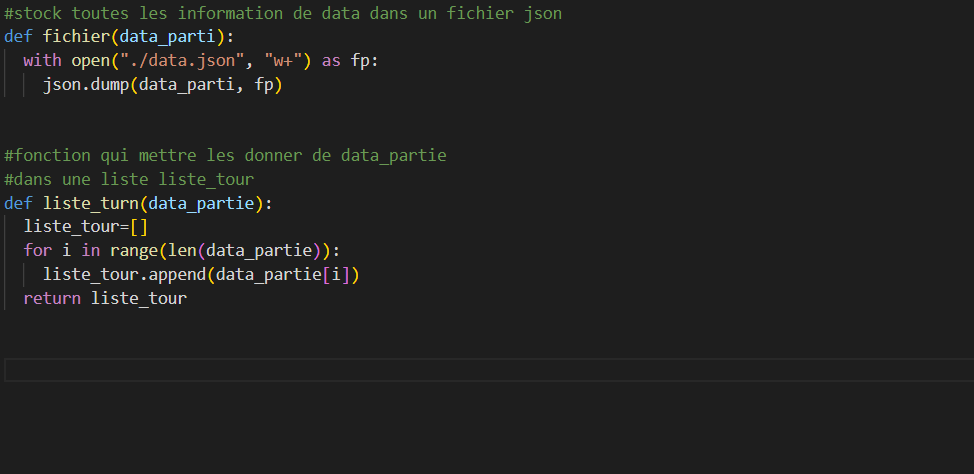 #stock toutes les information de data dans un fichier json
def fichier(data_parti):
with open("./data.json", "w+") as fp:
json.dump(data_parti, fp)
#fonction qui mettre les donner de data_partie
#dans une liste liste_tour
def liste_turn(data_partie):
liste_tour=[]
for i in range(len(data_partie)):
liste_tour.append(data_partie[i])
return liste_tour